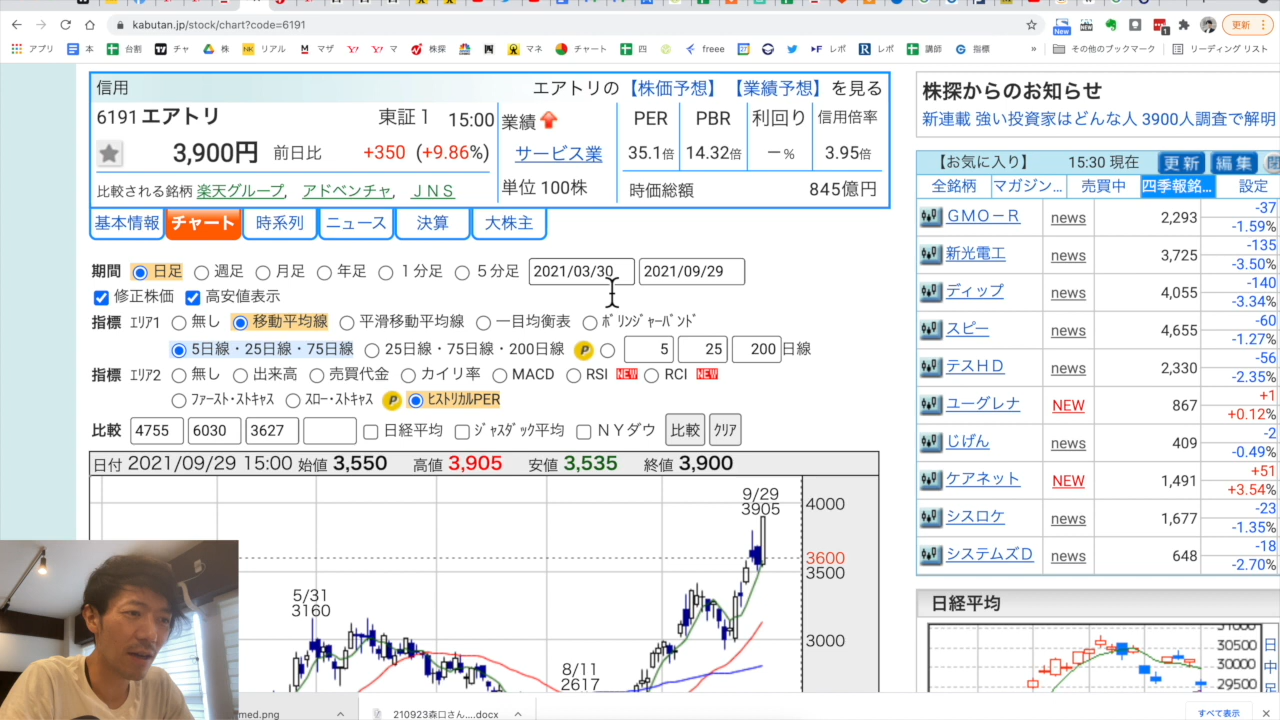 kabutan.jp/stock/chart?code=6191
更新
アプリ 本 台割 チャ 株 リアル マザ マ 株探 マネ チャート 四 freee レポ レポ 講師 指標 » その他のブックマーク リーディング リスト
信用 エアトリの【株価予想】【業績予想】を見る
6191エアトリ 東証１ 15:00
3,900円 前日比 +350 (+9.86%)
比較される銘柄 楽天グループ, アドベンチャ, ＪＮＳ
業績
サービス業
単位 100株
PER PBR 利回り 信用倍率
35.1倍 14.32倍 －％ 3.95倍
時価総額 845億円
基本情報 チャート 時系列 ニュース 決算 大株主
期間 日足 週足 月足 年足 １分足 ５分足 2021/03/30 2021/09/29
修正株価 高安値表示
指標 ｴﾘｱ1 無し 移動平均線 平滑移動平均線 一目均衡表 ﾎﾞﾘﾝｼﾞｬｰﾊﾞﾝﾄﾞ
5日線・25日線・75日線 25日線・75日線・200日線 P 5 25 200 日線
指標 ｴﾘｱ2 無し 出来高 売買代金 カイリ率 MACD RSI NEW RCI NEW
ﾌｧｰｽﾄ･ｽﾄｷｬｽ ｽﾛｰ･ｽﾄｷｬｽ P ﾋｽﾄﾘｶﾙPER
比較 4755 6030 3627 日経平均 ｼﾞｬｽﾀﾞｯｸ平均 ＮＹダウ 比較 ｸﾘｱ
日付 2021/09/29 15:00 始値 3,550 高値 3,905 安値 3,535 終値 3,900
9/29
3905
4000
3600
3500
5/31
3160
3000
8/11
2617
株探からのお知らせ
新連載 強い投資家はどんな人 3900人調査で解明
【お気に入り】 15:30 現在 更新 編集
全銘柄 マガジン... 売買中 四季報銘... 設定
ＧＭＯ－Ｒ news 2,293 -37 -1.59%
新光電工 news 3,725 -135 -3.50%
ディップ news 4,055 -140 -3.34%
スピー news 4,655 -60 -1.27%
テスＨＤ news 2,330 -56 -2.35%
ユーグレナ NEW 867 +1 +0.12%
じげん news 409 -2 -0.49%
ケアネット NEW 1,491 +51 +3.54%
シスロケ news 1,677 -23 -1.35%
システムズＤ news 648 -18 -2.70%
日経平均
31000
30500
30000
29500
日
中
足
med.png
210923森口さん....docx
すべて表示